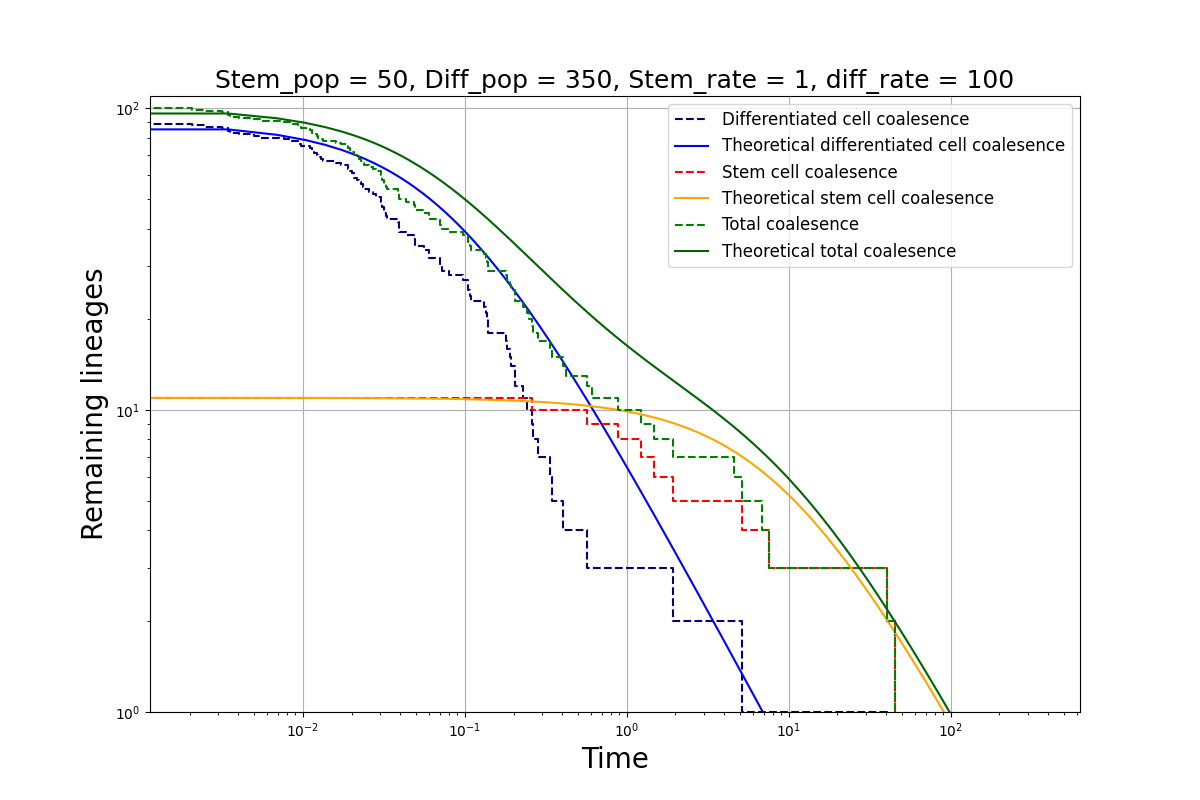 Stem_pop = 50, Diff_pop = 350, Stem_rate = 1, diff_rate = 100
Differentiated cell coalesence
Theoretical differentiated cell coalesence
Stem cell coalesence
Theoretical stem cell coalesence
Total coalesence
Theoretical total coalesence
Remaining lineages
10²
10¹
10⁰
10⁻²
10⁻¹
10⁰
10¹
10²
Time